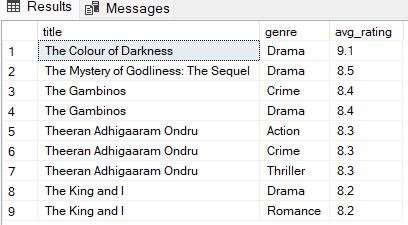 Results Messages
title genre avg_rating
1 The Colour of Darkness Drama 9.1
2 The Mystery of Godliness: The Sequel Drama 8.5
3 The Gambinos Crime 8.4
4 The Gambinos Drama 8.4
5 Theeran Adhigaaram Ondru Action 8.3
6 Theeran Adhigaaram Ondru Crime 8.3
7 Theeran Adhigaaram Ondru Thriller 8.3
8 The King and I Drama 8.2
9 The King and I Romance 8.2